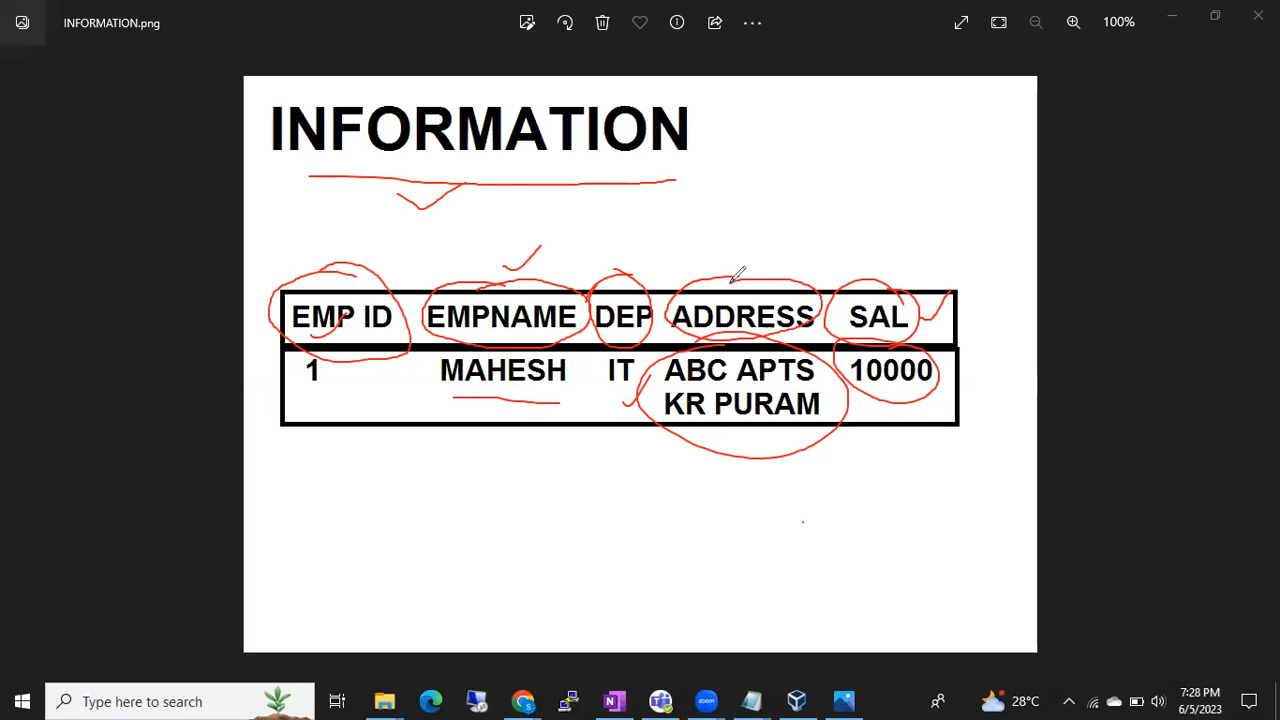 INFORMATION.png
100%
INFORMATION
EMP ID EMPNAME DEP ADDRESS SAL
1 MAHESH IT ABC APTS 10000
KR PURAM
Type here to search
28°C
7:28 PM
6/5/2023